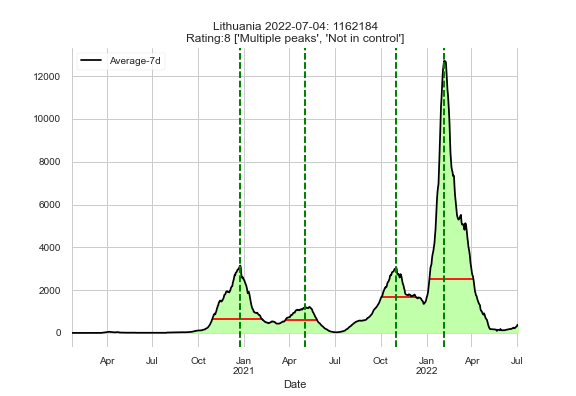 Lithuania 2022-07-04: 1162184
Rating:8 ['Multiple peaks', 'Not in control']
Average-7d
12000
10000
8000
6000
4000
2000
0
Apr Jul Oct Jan Apr Jul Oct Jan Apr Jul
2021 2022
Date